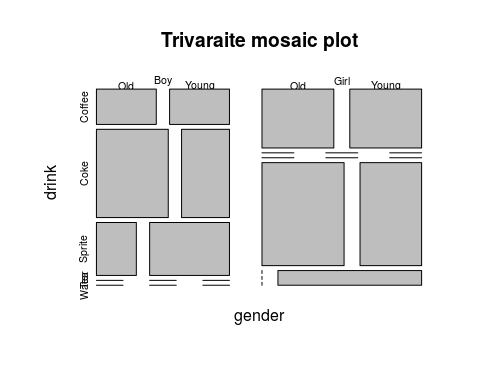 Trivaraite mosaic plot
Boy
Girl
Old
Young
Old
Young
Coffee
Coke
Sprite
Tea
Water
drink
gender